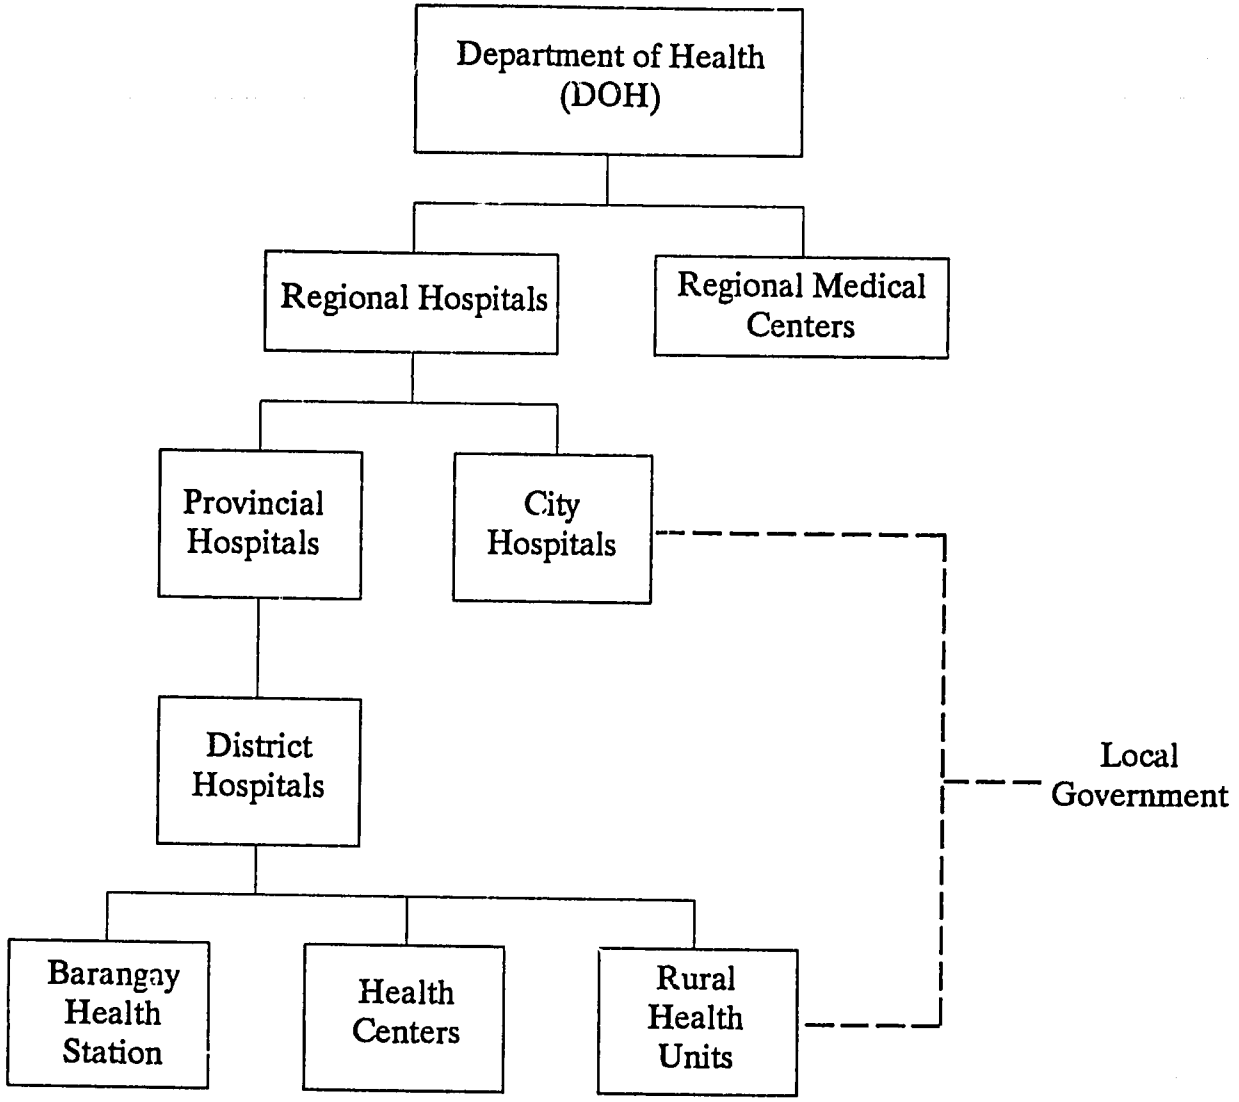 Department of Health
(DOH)
Regional Hospitals
Regional Medical
Centers
Provincial
Hospitals
City
Hospitals
District
Hospitals
Local
Government
Barangay
Health
Station
Health
Centers
Rural
Health
Units